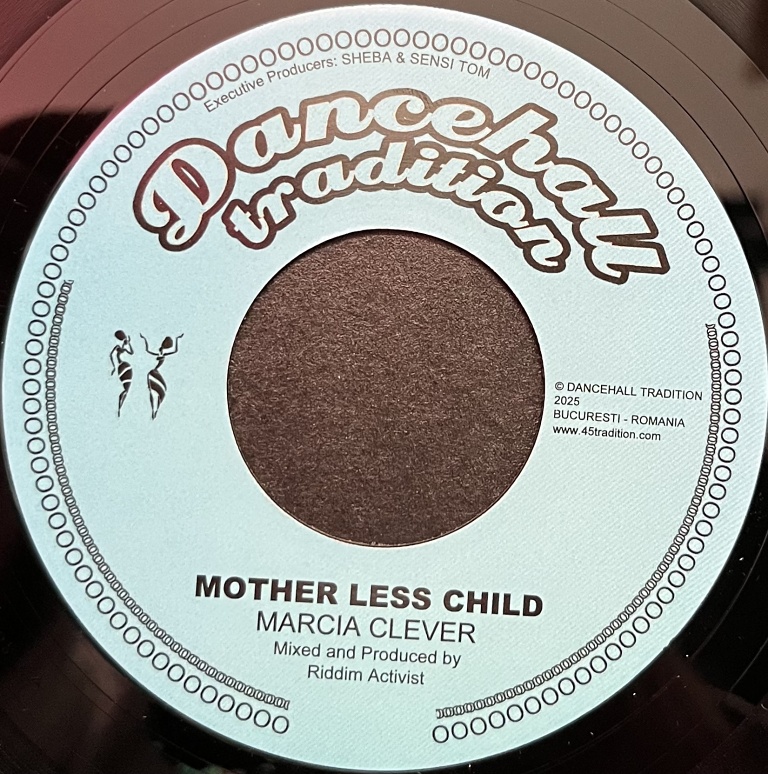 Executive Producers: SHEBA & SENSI TOM
Dancehall
tradition
© DANCEHALL TRADITION
2025
BUCURESTI - ROMANIA
www.45tradition.com
MOTHER LESS CHILD
MARCIA CLEVER
Mixed and Produced by
Riddim Activist